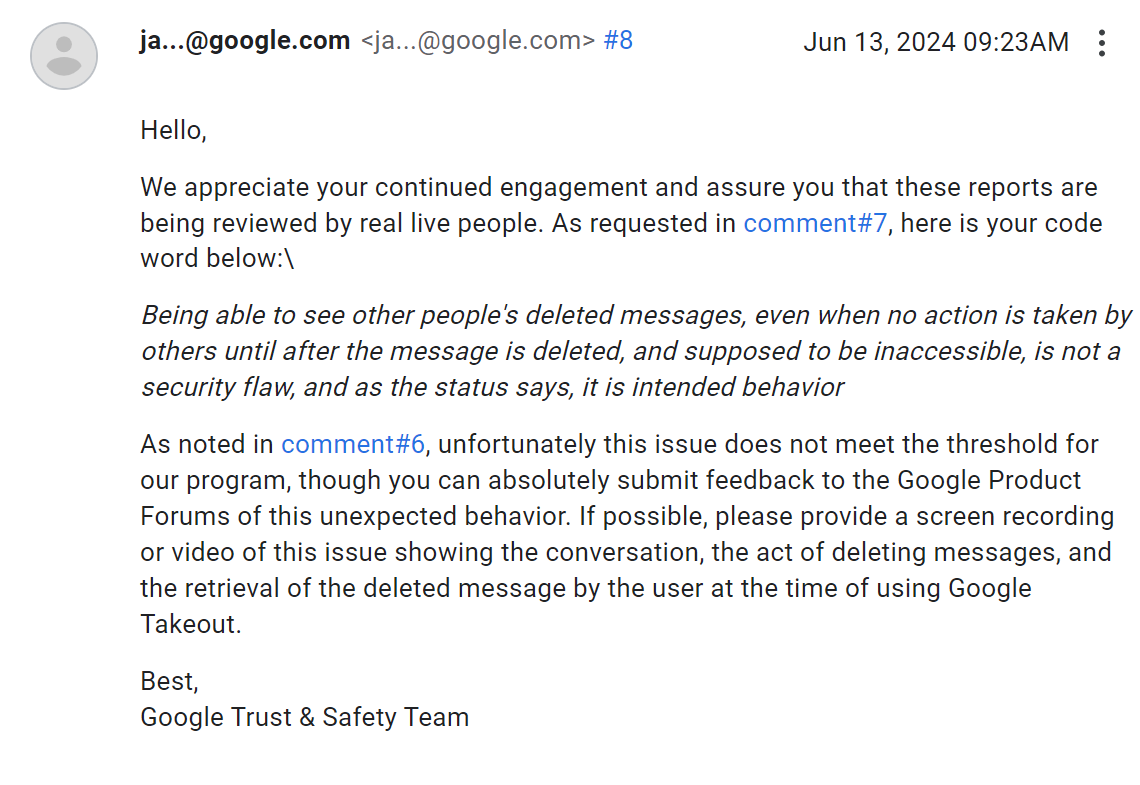 ja...@google.com <ja...@google.com> #8 Jun 13, 2024 09:23AM
Hello,
We appreciate your continued engagement and assure you that these reports are
being reviewed by real live people. As requested in comment#7, here is your code
word below:\
Being able to see other people's deleted messages, even when no action is taken by
others until after the message is deleted, and supposed to be inaccessible, is not a
security flaw, and as the status says, it is intended behavior
As noted in comment#6, unfortunately this issue does not meet the threshold for
our program, though you can absolutely submit feedback to the Google Product
Forums of this unexpected behavior. If possible, please provide a screen recording
or video of this issue showing the conversation, the act of deleting messages, and
the retrieval of the deleted message by the user at the time of using Google
Takeout.
Best,
Google Trust & Safety Team